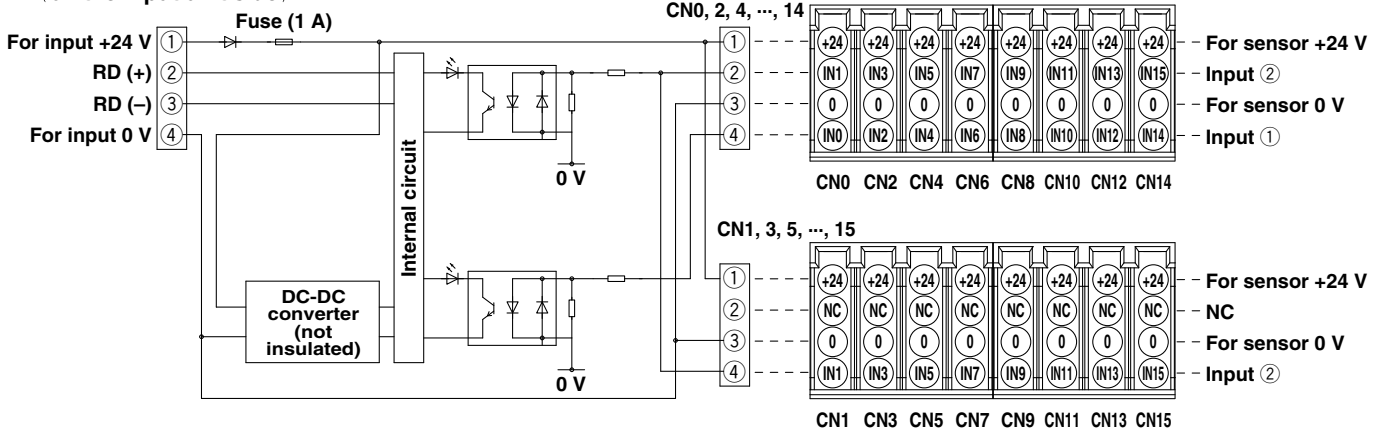 Fuse (1 A)
For input +24 V ①
RD (+) ②
RD (–) ③
For input 0 V ④
Internal circuit
DC-DC
converter
(not
insulated)
0 V
0 V
CN0, 2, 4, ···, 14
①
②
③
④
+24 +24 +24 +24 +24 +24 +24 +24
IN1 IN3 IN5 IN7 IN9 IN11 IN13 IN15
0 0 0 0 0 0 0 0
IN0 IN2 IN4 IN6 IN8 IN10 IN12 IN14
For sensor +24 V
Input ②
For sensor 0 V
Input ①
CN0 CN2 CN4 CN6 CN8 CN10 CN12 CN14
CN1, 3, 5, ···, 15
①
②
③
④
+24 +24 +24 +24 +24 +24 +24 +24
NC NC NC NC NC NC NC NC
0 0 0 0 0 0 0 0
IN1 IN3 IN5 IN7 IN9 IN11 IN13 IN15
For sensor +24 V
NC
For sensor 0 V
Input ②
CN1 CN3 CN5 CN7 CN9 CN11 CN13 CN15